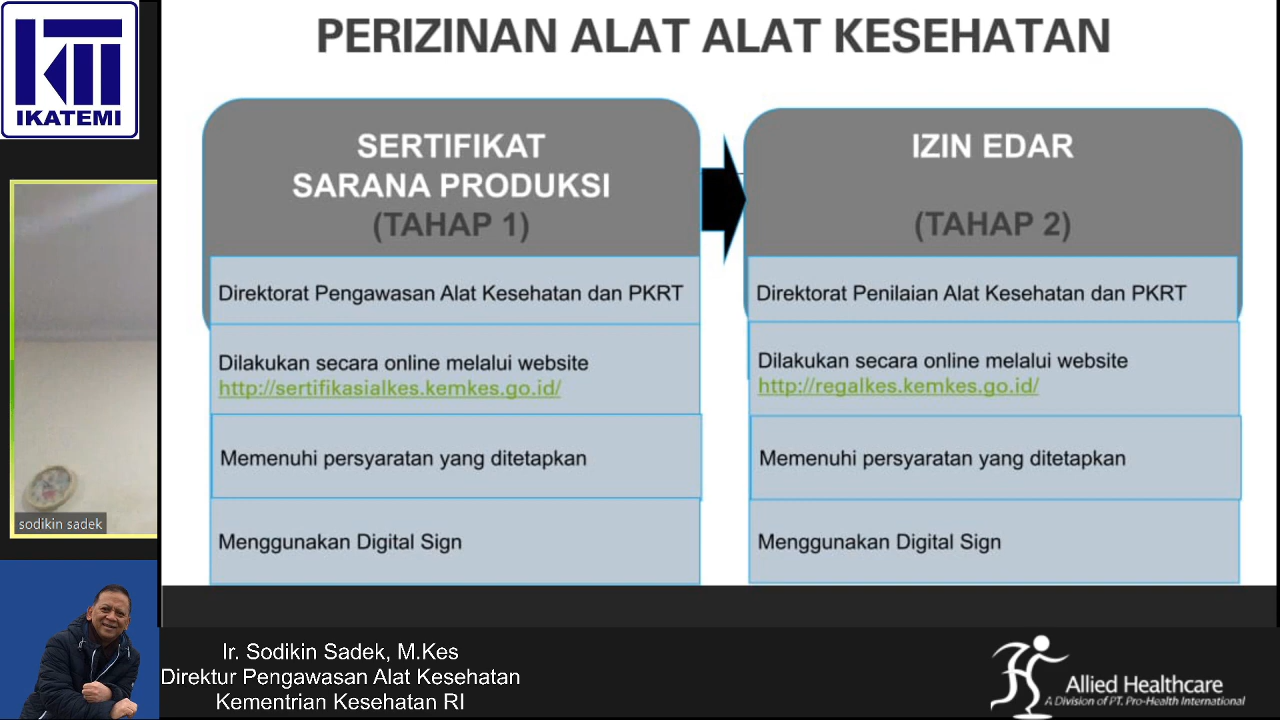 IKATEMI
PERIZINAN ALAT ALAT KESEHATAN
SERTIFIKAT
SARANA PRODUKSI
(TAHAP 1)
Direktorat Pengawasan Alat Kesehatan dan PKRT
Dilakukan secara online melalui website
http://sertifikasialkes.kemkes.go.id/
Memenuhi persyaratan yang ditetapkan
Menggunakan Digital Sign
IZIN EDAR
(TAHAP 2)
Direktorat Penilaian Alat Kesehatan dan PKRT
Dilakukan secara online melalui website
http://regalkes.kemkes.go.id/
Memenuhi persyaratan yang ditetapkan
Menggunakan Digital Sign
sodikin sadek
Ir. Sodikin Sadek, M.Kes
Direktur Pengawasan Alat Kesehatan
Kementrian Kesehatan RI
Allied Healthcare
A Division of PT. Pro-Health International